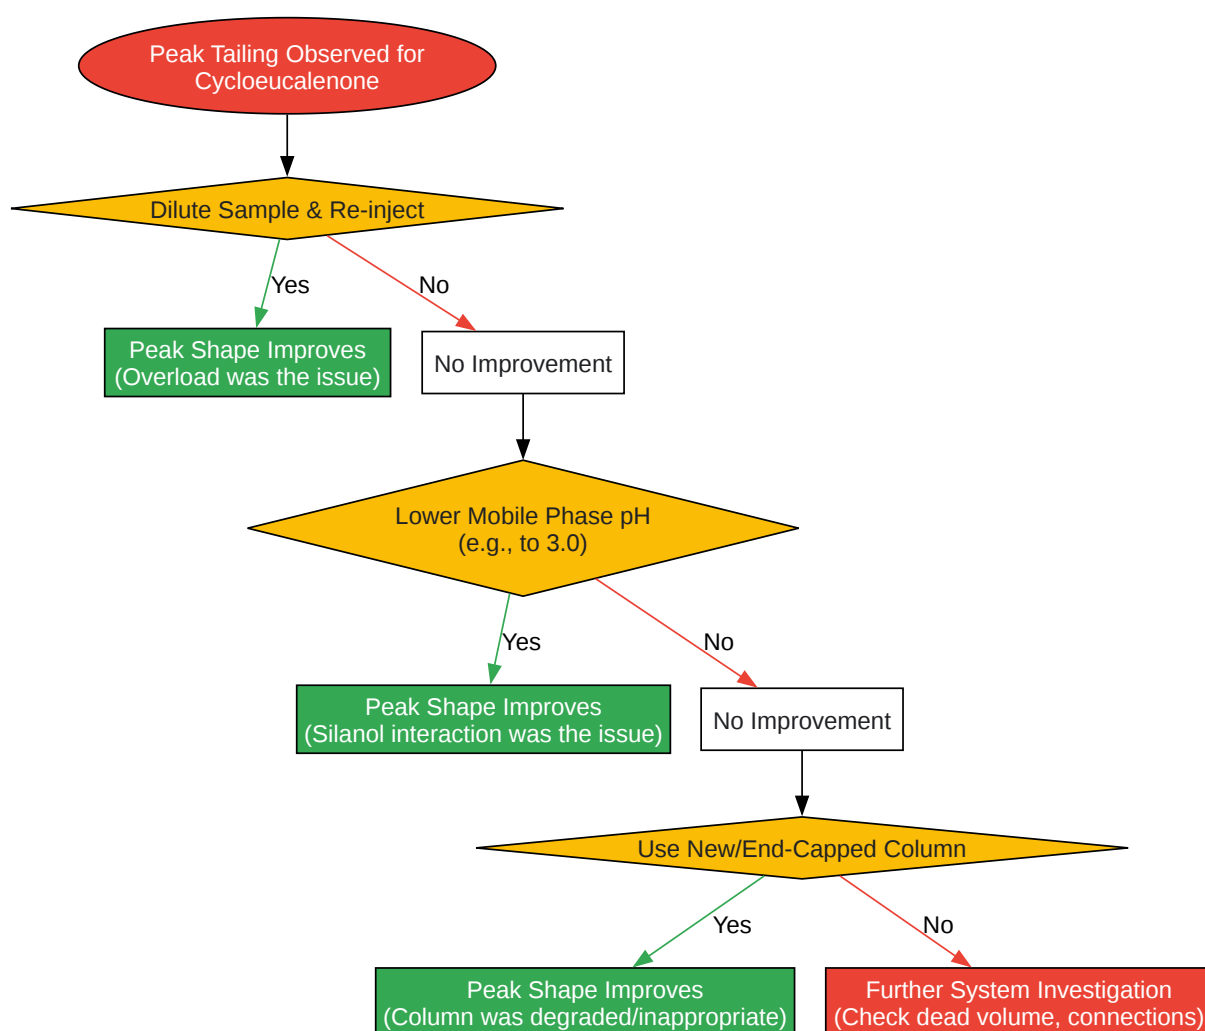 Peak Tailing Observed for
Cycloeucalenone
Dilute Sample & Re-inject
Yes
No
Peak Shape Improves
(Overload was the issue)
No Improvement
Lower Mobile Phase pH
(e.g., to 3.0)
Yes
No
Peak Shape Improves
(Silanol interaction was the issue)
No Improvement
Use New/End-Capped Column
Yes
No
Peak Shape Improves
(Column was degraded/inappropriate)
Further System Investigation
(Check dead volume, connections)